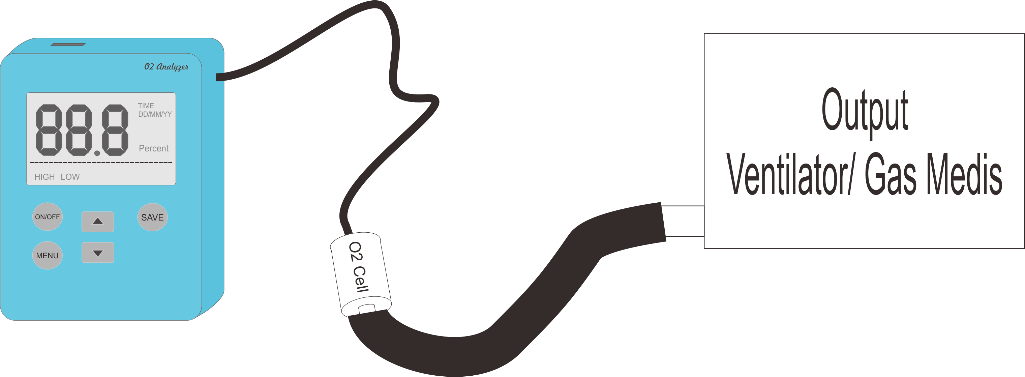 O2 Analyzer
88.8
TIME
DD/MM/YY
Percent
HIGH LOW
ON/OFF
SAVE
MENU
O2 Cell
Output
Ventilator/ Gas Medis